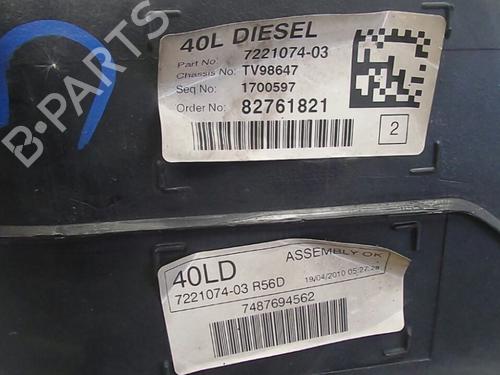 40L DIESEL
Part No: 7221074-03
Chassis No: TV98647
Seq No: 1700597
Order No: 82761821
2
B-PARTS
ASSEMBLY OK
40LD
19/04/2010 05:27:28
7221074-03 R56D
7487694562